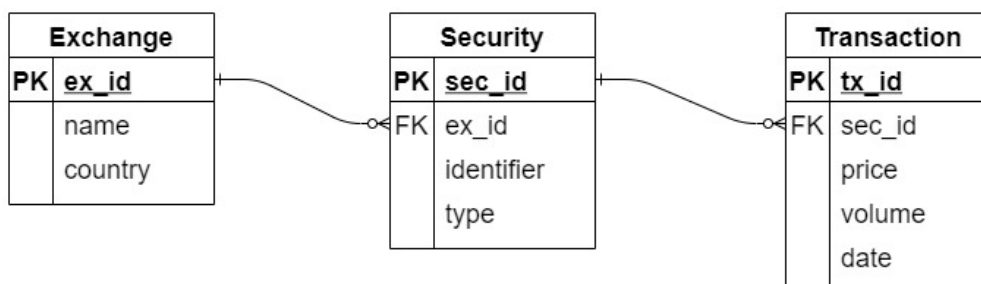 Exchange
PK ex_id
name
country
Security
PK sec_id
FK ex_id
identifier
type
Transaction
PK tx_id
FK sec_id
price
volume
date